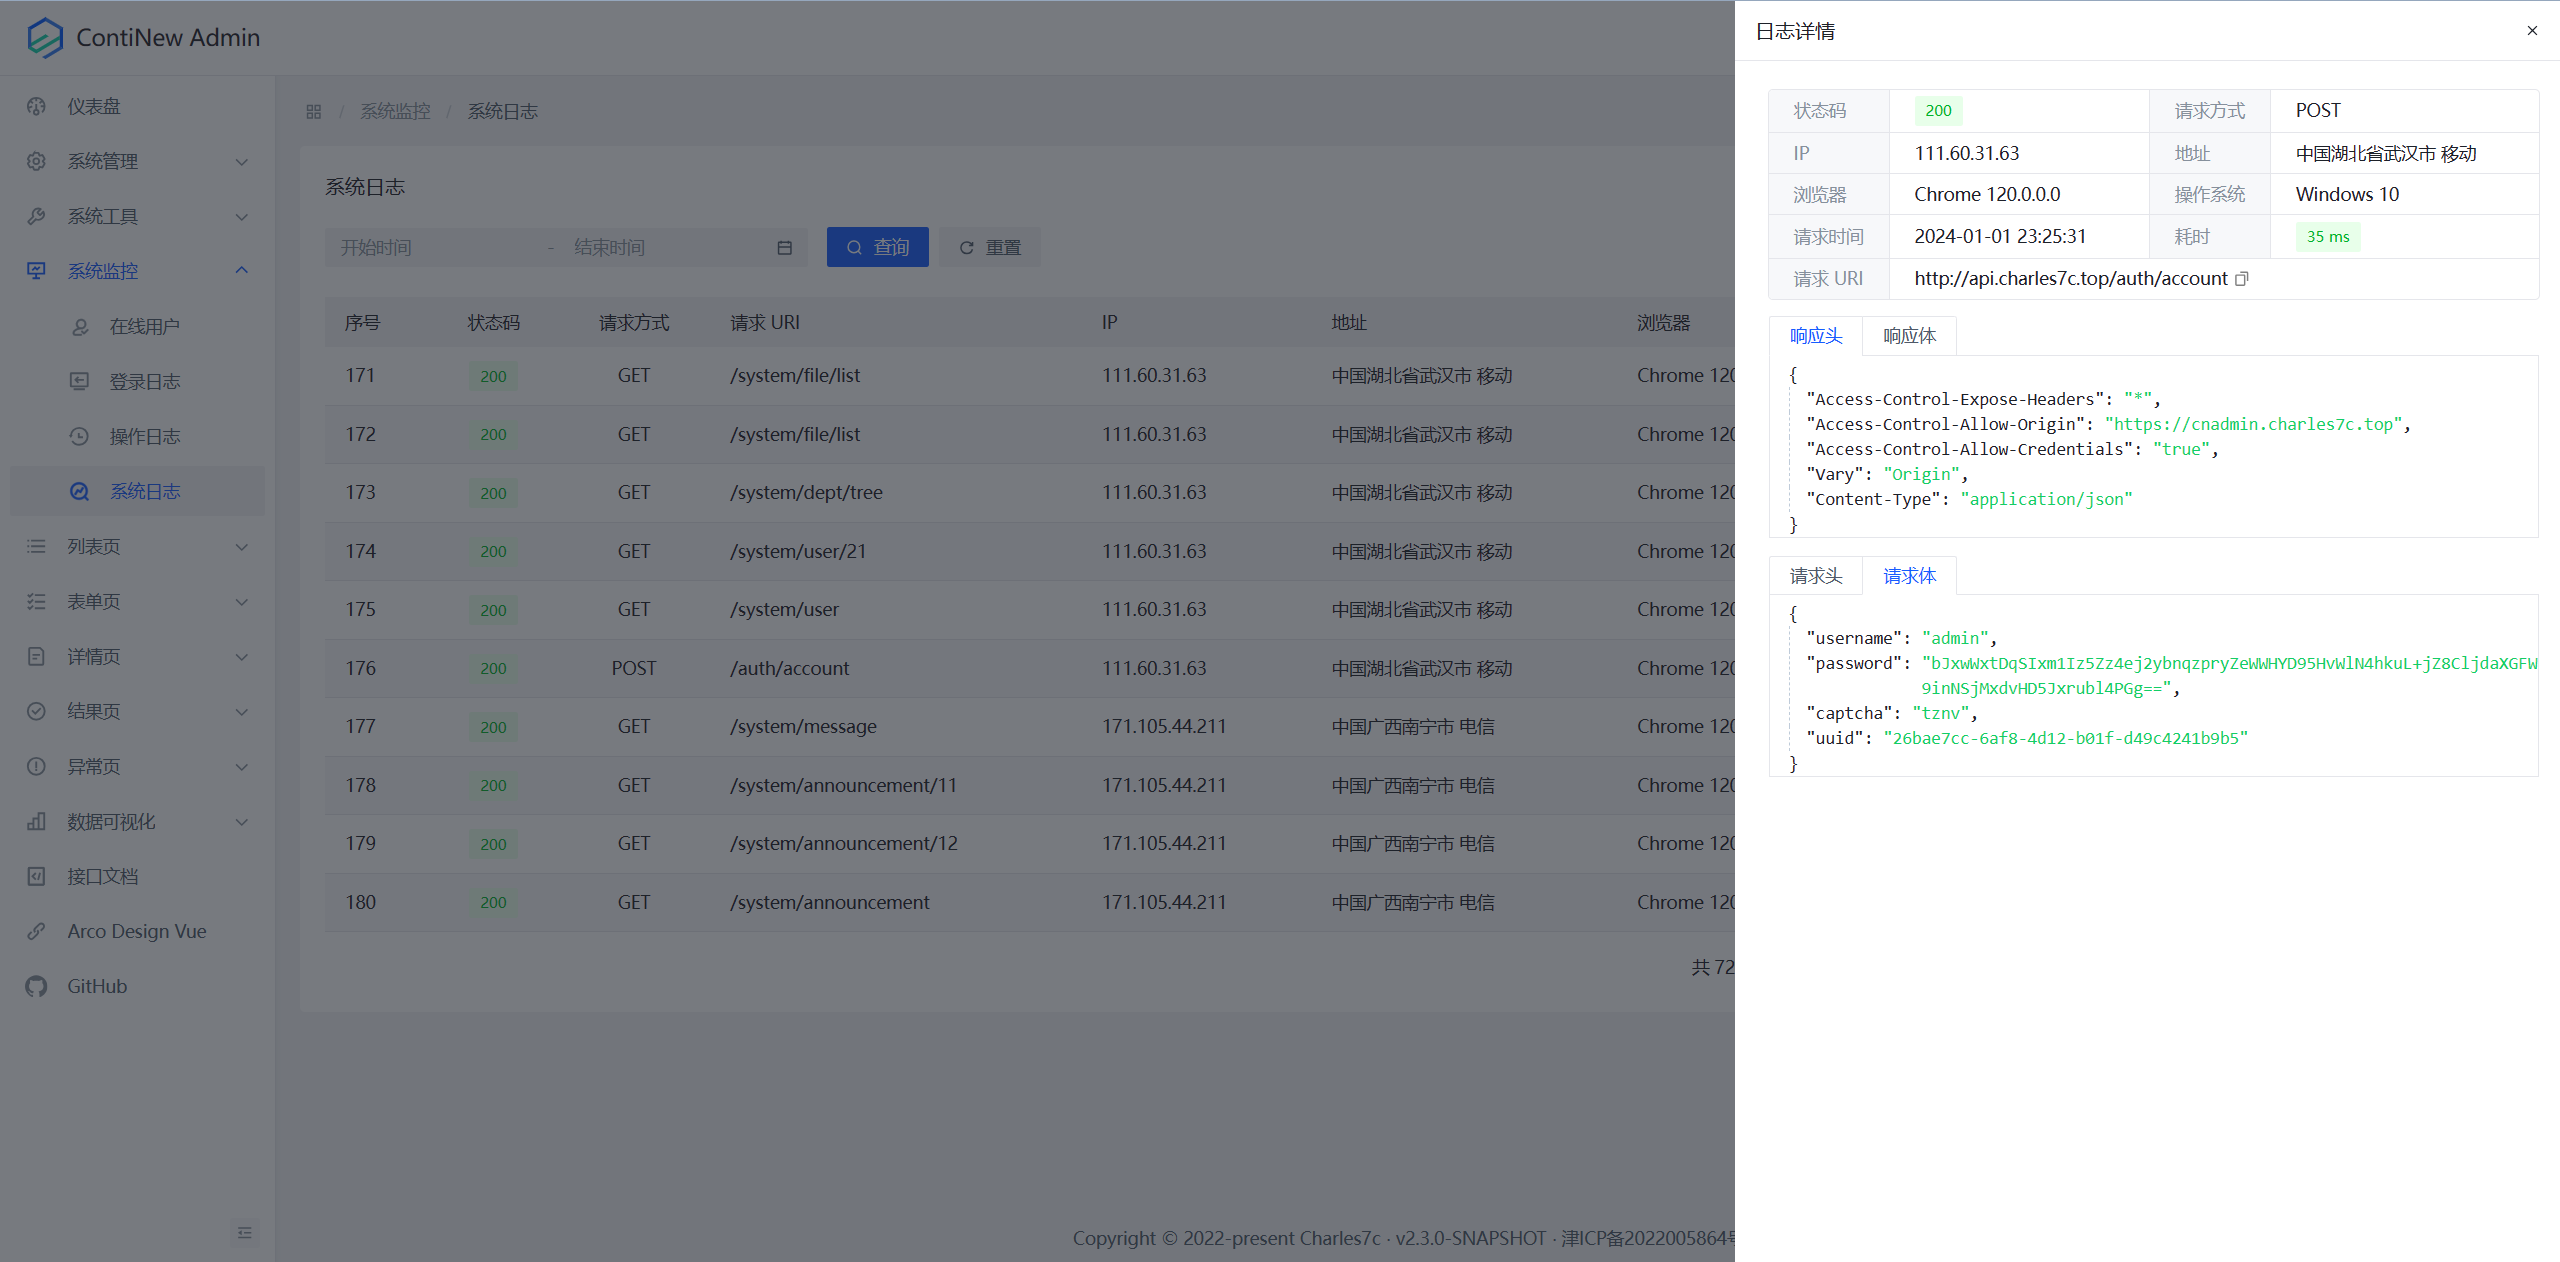 ContiNew Admin
仪表盘
系统管理
系统工具
系统监控
在线用户
登录日志
操作日志
系统日志
列表页
表单页
详情页
结果页
异常页
数据可视化
接口文档
Arco Design Vue
GitHub
/ 系统监控 / 系统日志
系统日志
开始时间 - 结束时间 查询 重置
序号 状态码 请求方式 请求 URI IP 地址 浏览器
171 200 GET /system/file/list 111.60.31.63 中国湖北省武汉市 移动 Chrome 120
172 200 GET /system/file/list 111.60.31.63 中国湖北省武汉市 移动 Chrome 120
173 200 GET /system/dept/tree 111.60.31.63 中国湖北省武汉市 移动 Chrome 120
174 200 GET /system/user/21 111.60.31.63 中国湖北省武汉市 移动 Chrome 120
175 200 GET /system/user 111.60.31.63 中国湖北省武汉市 移动 Chrome 120
176 200 POST /auth/account 111.60.31.63 中国湖北省武汉市 移动 Chrome 120
177 200 GET /system/message 171.105.44.211 中国广西南宁市 电信 Chrome 120
178 200 GET /system/announcement/11 171.105.44.211 中国广西南宁市 电信 Chrome 120
179 200 GET /system/announcement/12 171.105.44.211 中国广西南宁市 电信 Chrome 120
180 200 GET /system/announcement 171.105.44.211 中国广西南宁市 电信 Chrome 120
共 72
Copyright © 2022-present Charles7c · v2.3.0-SNAPSHOT · 津ICP备2022005864号
日志详情
状态码 200 请求方式 POST
IP 111.60.31.63 地址 中国湖北省武汉市 移动
浏览器 Chrome 120.0.0.0 操作系统 Windows 10
请求时间 2024-01-01 23:25:31 耗时 35 ms
请求 URI http://api.charles7c.top/auth/account
响应头 响应体
{
"Access-Control-Expose-Headers": "*",
"Access-Control-Allow-Origin": "https://cnadmin.charles7c.top",
"Access-Control-Allow-Credentials": "true",
"Vary": "Origin",
"Content-Type": "application/json"
}
请求头 请求体
{
"username": "admin",
"password": "bJxwWxtDqSIxm1Iz5Zz4ej2ybnqzpryZeWWHYD95HvWlN4hkuL+jZ8CljdaXGFW
9inNSjMxdvHD5Jxrubl4PGg==",
"captcha": "tznv",
"uuid": "26bae7cc-6af8-4d12-b01f-d49c4241b9b5"
}